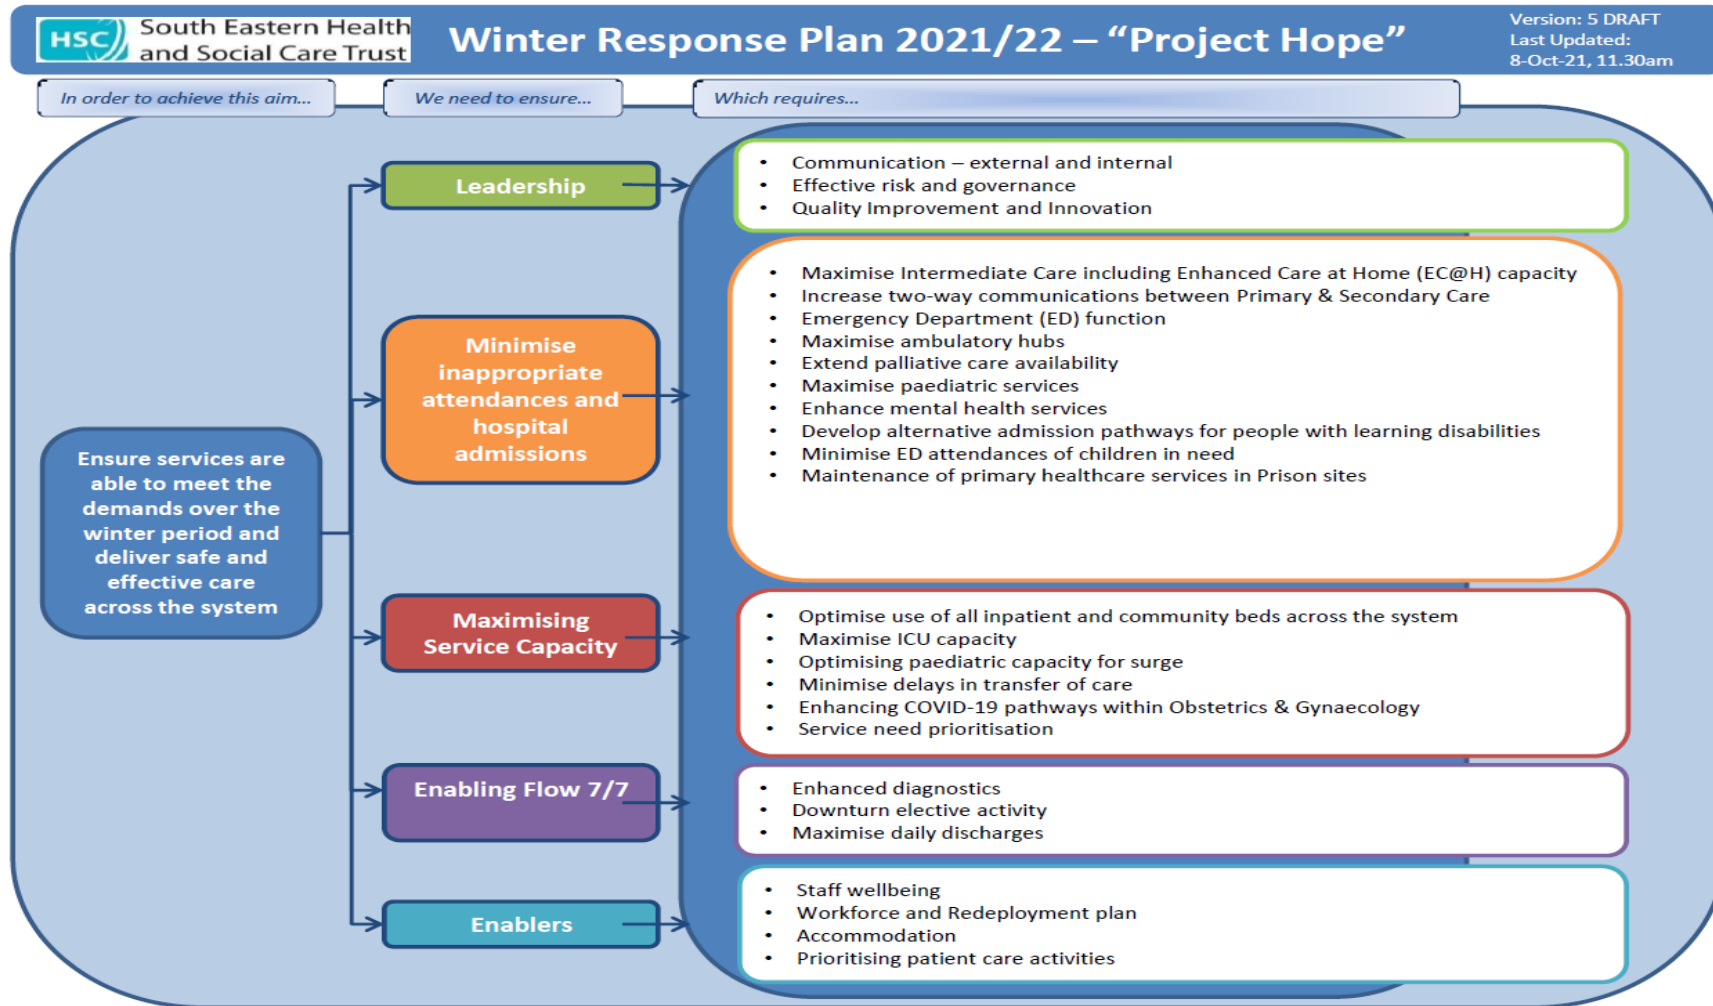 HSC
South Eastern Health
and Social Care Trust
Winter Response Plan 2021/22 – “Project Hope”
Version: 5 DRAFT
Last Updated:
8-Oct-21, 11.30am
In order to achieve this aim...
We need to ensure...
Which requires...
Ensure services are
able to meet the
demands over the
winter period and
deliver safe and
effective care
across the system
Leadership
• Communication – external and internal
• Effective risk and governance
• Quality Improvement and Innovation
Minimise
inappropriate
attendances and
hospital
admissions
• Maximise Intermediate Care including Enhanced Care at Home (EC@H) capacity
• Increase two-way communications between Primary & Secondary Care
• Emergency Department (ED) function
• Maximise ambulatory hubs
• Extend palliative care availability
• Maximise paediatric services
• Enhance mental health services
• Develop alternative admission pathways for people with learning disabilities
• Minimise ED attendances of children in need
• Maintenance of primary healthcare services in Prison sites
Maximising
Service Capacity
• Optimise use of all inpatient and community beds across the system
• Maximise ICU capacity
• Optimising paediatric capacity for surge
• Minimise delays in transfer of care
• Enhancing COVID-19 pathways within Obstetrics & Gynaecology
• Service need prioritisation
Enabling Flow 7/7
• Enhanced diagnostics
• Downturn elective activity
• Maximise daily discharges
Enablers
• Staff wellbeing
• Workforce and Redeployment plan
• Accommodation
• Prioritising patient care activities